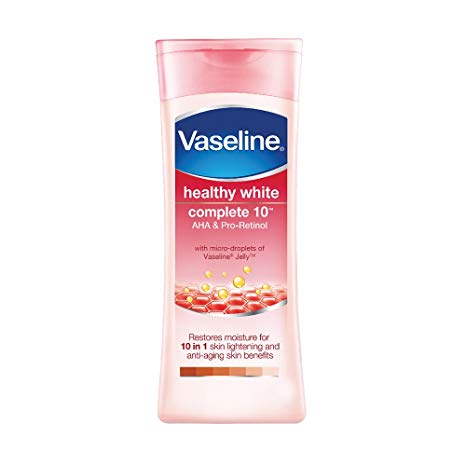 Vaseline®
healthy white
complete 10™
AHA & Pro-Retinol
with micro-droplets of
Vaseline® Jelly™
Restores moisture for
10 in 1 skin lightening and
anti-aging skin benefits